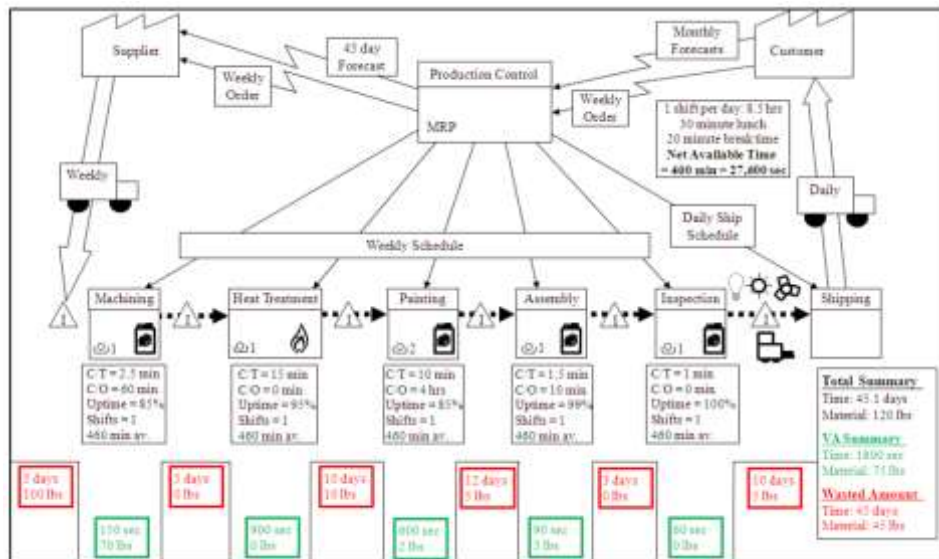 Supplier
45 day
Forecast
Monthly
Forecasts
Customer
Production Control
MRP
Weekly
Order
Weekly
Order
1 shift per day: 8.5 hrs
30 minute lunch
20 minute break time
Net Available Time
= 460 min = 27,600 sec
Weekly
Daily
Daily Ship
Schedule
Weekly Schedule
Machining
Heat Treatment
Painting
Assembly
Inspection
Shipping
I
I
I
I
I
I
1
1
2
1
C T = 2.5 min
C O = 60 min
Uptime = 85%
Shifts = 1
460 min av.
C T = 15 min
C O = 0 min
Uptime = 95%
Shifts = 1
460 min av.
C T = 10 min
C O = 4 hrs
Uptime = 85%
Shifts = 1
460 min av.
C T = 1.5 min
C O = 10 min
Uptime = 99%
Shifts = 1
460 min av.
C T = 1 min
C O = 0 min
Uptime = 100%
Shifts = 1
460 min av.
Total Summary
Time: 45.1 days
Material: 120 lbs
VA Summary
Time: 1800 sec
Material: 75 lbs
Wasted Amount
Time: 45 days
Material: 45 lbs
days
100 lbs
days
0 lbs
10 days
10 lbs
12 days
5 lbs
days
0 lbs
10 days
lbs
150 sec
70 lbs
900 sec
0 lbs
600 sec
2 lbs
90 sec
3 lbs
60 sec
0 lbs